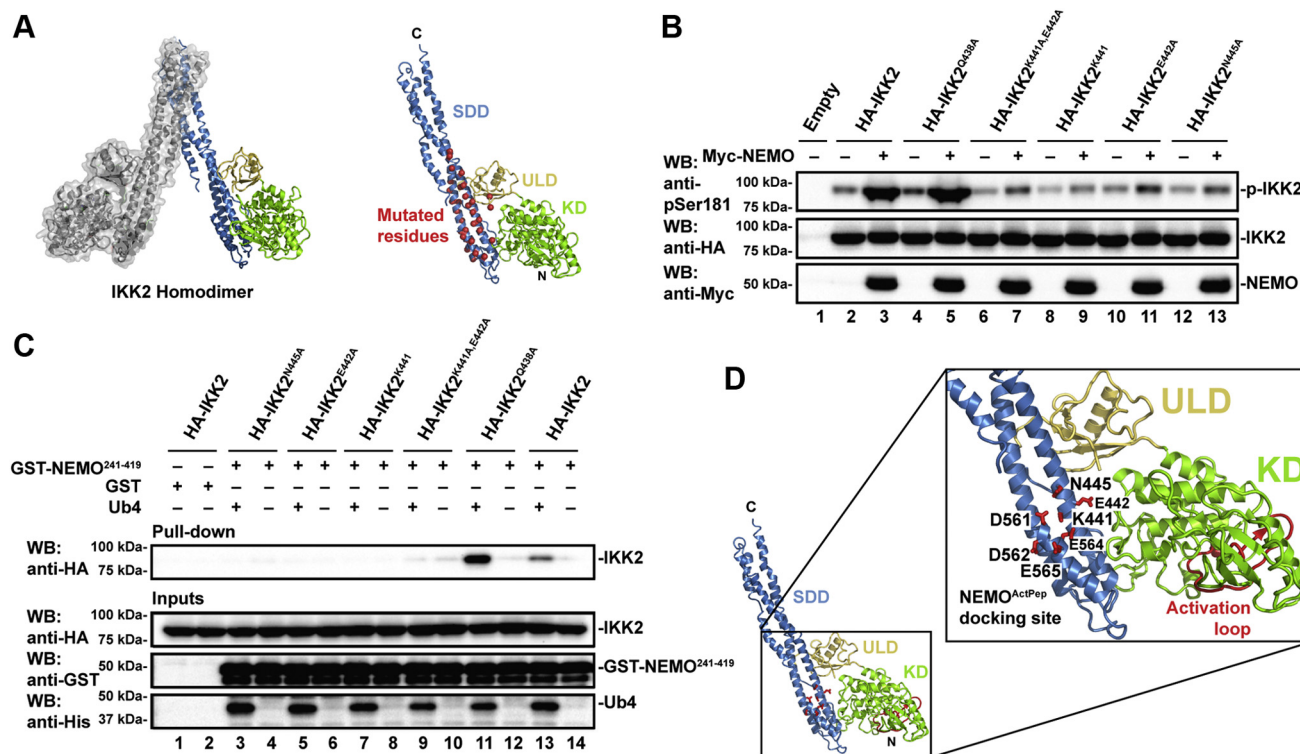 A
C
SDD
ULD
KD
Mutated
residues
N
IKK2 Homodimer
B
Empty
HA-IKK2
HA-IKK2Q438A
HA-IKK2K441A,E442A
HA-IKK2K441
HA-IKK2E442A
HA-IKK2N445A
Myc-NEMO – + – + – + – + – + – +
WB:
anti-
pSer181
100 kDa-
75 kDa-
-p-IKK2
WB:
anti-HA
100 kDa-
75 kDa-
-IKK2
WB:
anti-Myc
50 kDa-
-NEMO
1 2 3 4 5 6 7 8 9 10 11 12 13
C
HA-IKK2
HA-IKK2N445A
HA-IKK2E442A
HA-IKK2K441
HA-IKK2K441A,E442A
HA-IKK2Q438A
HA-IKK2
GST-NEMO241-419 – – + + + + + + + + + + + +
GST + + – – – – – – – – – – – –
Ub4 – – + – + – + – + – + – + –
Pull-down
WB:
anti-HA
100 kDa-
75 kDa-
-IKK2
Inputs
WB:
anti-HA
100 kDa-
75 kDa-
-IKK2
WB:
anti-GST
50 kDa-
-GST-NEMO241-419
WB:
anti-His
50 kDa-
37 kDa-
-Ub4
1 2 3 4 5 6 7 8 9 10 11 12 13 14
D
C
SDD
ULD
KD
N
ULD
KD
N445
E442
D561
K441
E564
D562
E565
NEMOActPep
docking site
Activation
loop